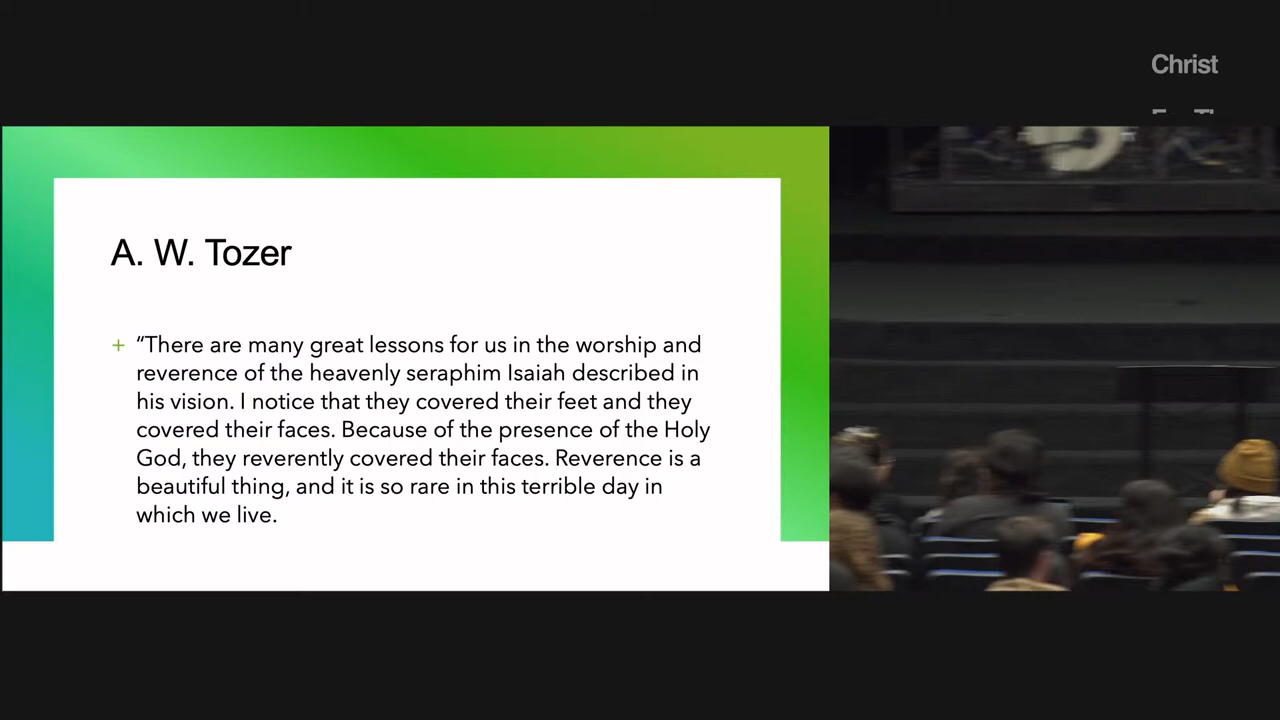 Christ
A. W. Tozer
+ “There are many great lessons for us in the worship and
reverence of the heavenly seraphim Isaiah described in
his vision. I notice that they covered their feet and they
covered their faces. Because of the presence of the Holy
God, they reverently covered their faces. Reverence is a
beautiful thing, and it is so rare in this terrible day in
which we live.